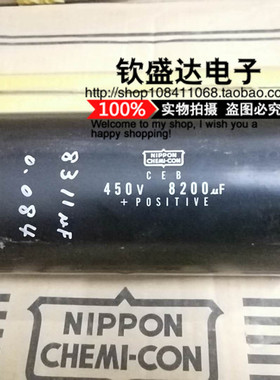 钦盛达电子
http://shop108411068.taobao.com
100% 实物拍摄 盗图必究
Welcome to my shop, I wish you a
happy shopping!
NIPPON
CHEMI-CON
CEB
450V 8200μF
+ POSITIVE
8311μF
0.084
NIPPON
CHEMI-CON